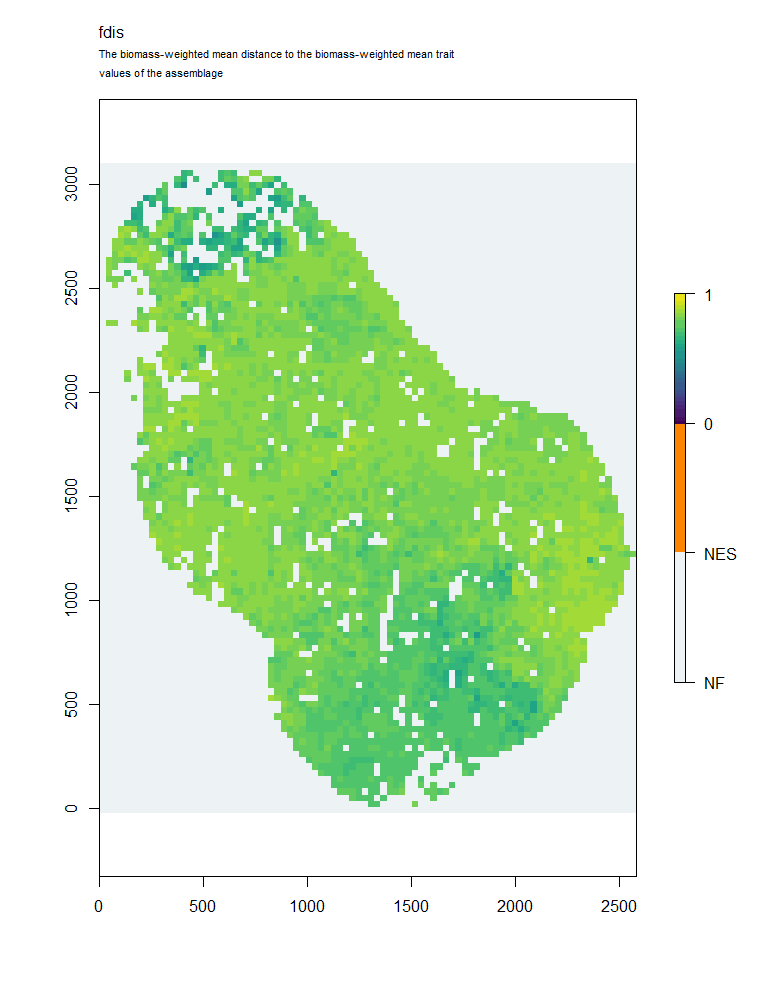 fdis
The biomass-weighted mean distance to the biomass-weighted mean trait
values of the assemblage
3000
2500
2000
1500
1000
500
0
0 500 1000 1500 2000 2500
1
0
NES
NF